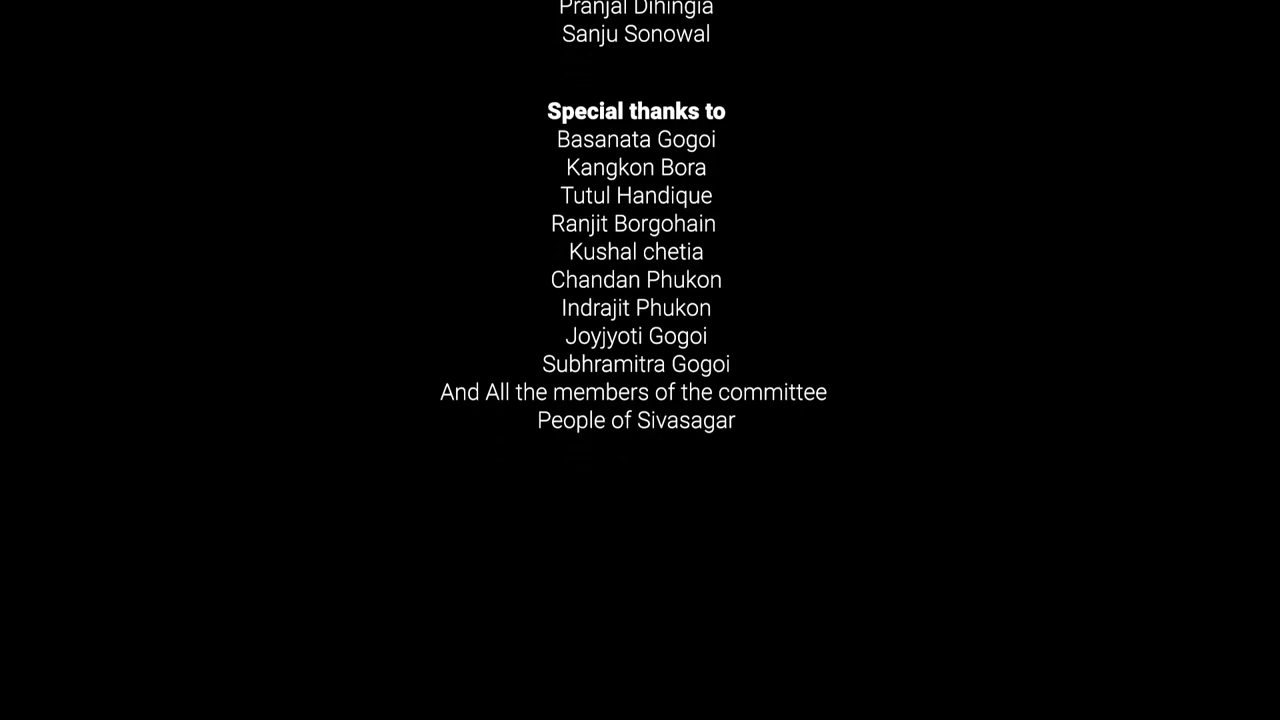 Pranjal Dihingia
Sanju Sonowal
Special thanks to
Basanata Gogoi
Kangkon Bora
Tutul Handique
Ranjit Borgohain
Kushal chetia
Chandan Phukon
Indrajit Phukon
Joyjyoti Gogoi
Subhramitra Gogoi
And All the members of the committee
People of Sivasagar